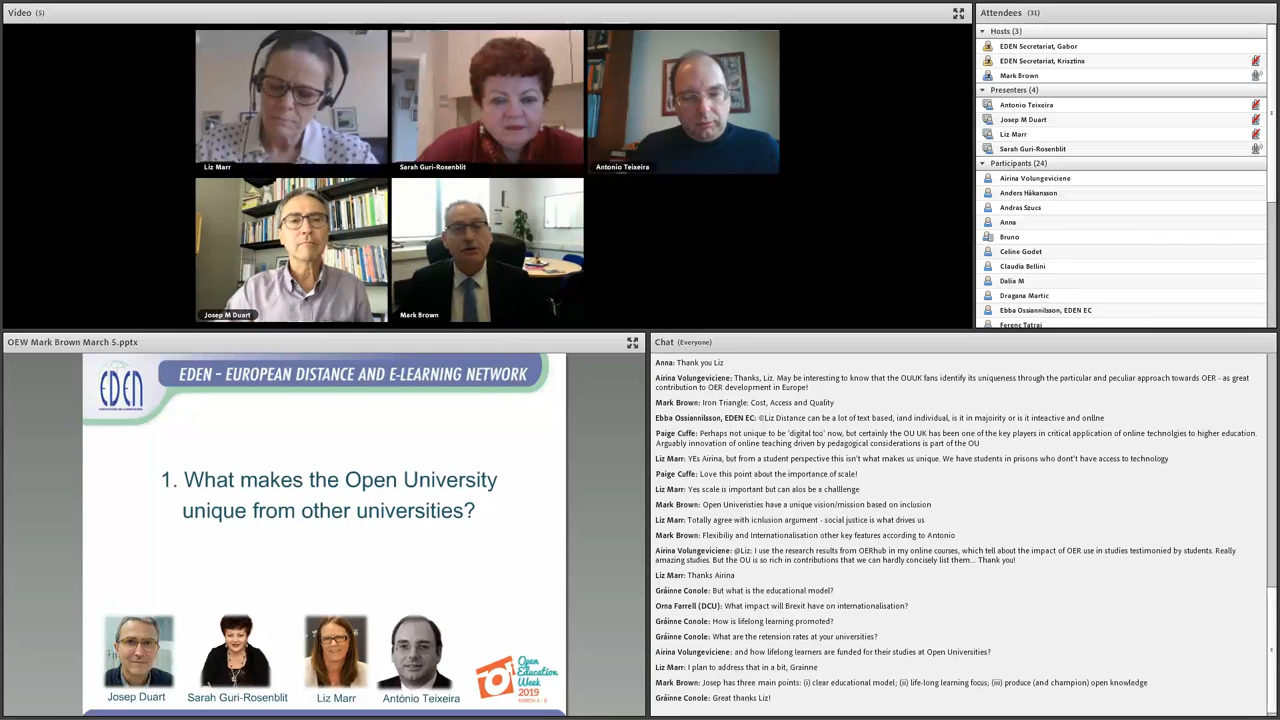 Video (5)
Liz Marr
Sarah Guri-Rosenblit
Antonio Teixeira
Josep M Duart
Mark Brown
Attendees (31)
Hosts (3)
EDEN Secretariat, Gabor
EDEN Secretariat, Krisztina
Mark Brown
Presenters (4)
Antonio Teixeira
Josep M Duart
Liz Marr
Sarah Guri-Rosenblit
Participants (24)
Airina Volungeviciene
Anders Håkansson
Andras Szucs
Anna
Bruno
Celine Godet
Claudia Bellini
Dalia M
Dragana Martic
Ebba Ossiannilsson, EDEN EC
Ferenc Tatrai
OEW Mark Brown March 5.pptx
EDEN
EDEN - EUROPEAN DISTANCE AND E-LEARNING NETWORK
1. What makes the Open University
unique from other universities?
Josep Duart
Sarah Guri-Rosenblit
Liz Marr
António Teixeira
Open
Education
Week
2019
MARCH 4 - 8
Chat (Everyone)
Anna: Thank you Liz
Airina Volungeviciene: Thanks, Liz. May be interesting to know that the OUUK fans identify its uniqueness through the particular and peculiar approach towards OER - as great
contribution to OER development in Europe!
Mark Brown: Iron Triangle: Cost, Access and Quality
Ebba Ossiannilsson, EDEN EC: ©Liz Distance can be a lot of text based, iand individual, is it in majoirity or is it inteactive and onllne
Paige Cuffe: Perhaps not unique to be 'digital too' now, but certainly the OU UK has been one of the key players in critical application of online technolgies to higher education.
Arguably innovation of online teaching driven by pedagogical considerations is part of the OU
Liz Marr: YEs Airina, but from a student perspective this isn't what makes us unique. We have students in prisons who dont't have access to technology
Paige Cuffe: Love this point about the importance of scale!
Liz Marr: Yes scale is important but can alos be a challlenge
Mark Brown: Open Univeristies have a unique vision/mission based on inclusion
Liz Marr: Totally agree with icnlusion argument - social justice is what drives us
Mark Brown: Flexibiliy and Internationalisation other key features according to Antonio
Airina Volungeviciene: @Liz: I use the research results from OERhub in my online courses, which tell about the impact of OER use in studies testimonied by students. Really
amazing studies. But the OU is so rich in contributions that we can hardly concisely list them... Thank you!
Liz Marr: Thanks Airina
Gráinne Conole: But what is the educational model?
Orna Farrell (DCU): What impact will Brexit have on internationalisation?
Gráinne Conole: How is lifelong learning promoted?
Gráinne Conole: What are the retension rates at your universities?
Airina Volungeviciene: and how lifelong learners are funded for their studies at Open Universities?
Liz Marr: I plan to address that in a bit, Grainne
Mark Brown: Josep has three main points: (i) clear educational model; (ii) life-long learning focus; (iii) produce (and champion) open knowledge
Gráinne Conole: Great thanks Liz!